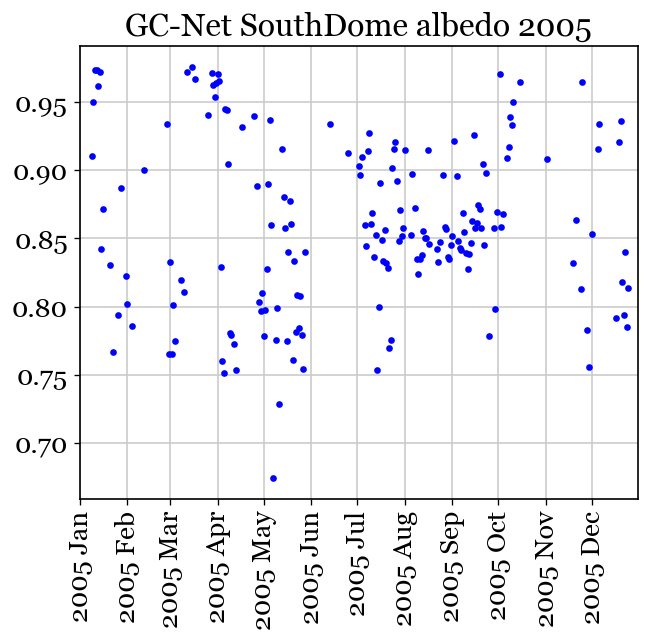 GC-Net SouthDome albedo 2005
0.95
0.90
0.85
0.80
0.75
0.70
2005 Jan
2005 Feb
2005 Mar
2005 Apr
2005 May
2005 Jun
2005 Jul
2005 Aug
2005 Sep
2005 Oct
2005 Nov
2005 Dec